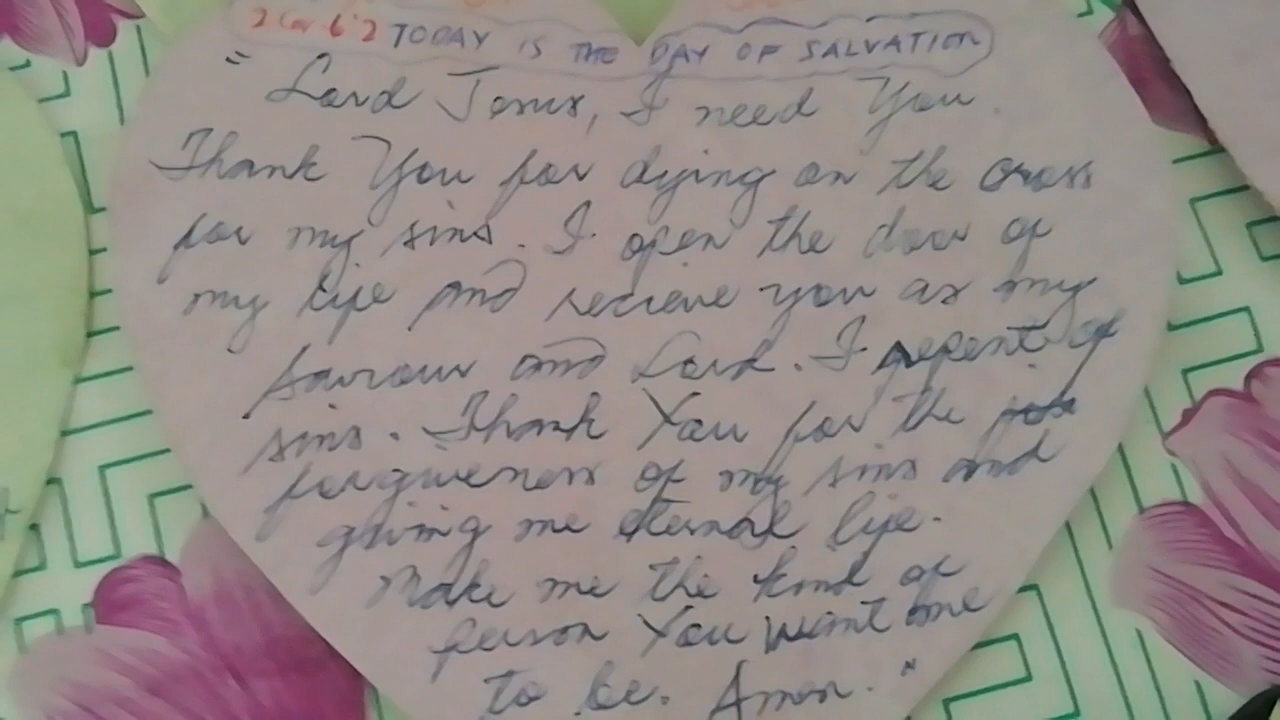 2 Cor 6:2 TODAY IS THE DAY OF SALVATION
"Lord Jesus, I need You.
Thank You for dying on the cross
for my sins. I open the door of
my life and recieve you as my
Saviour and Lord. I repent of
sins. Thank You for the
forgiveness of my sins and
giving me eternal life.
Make me the kind of
person You want me
to be. Amen."